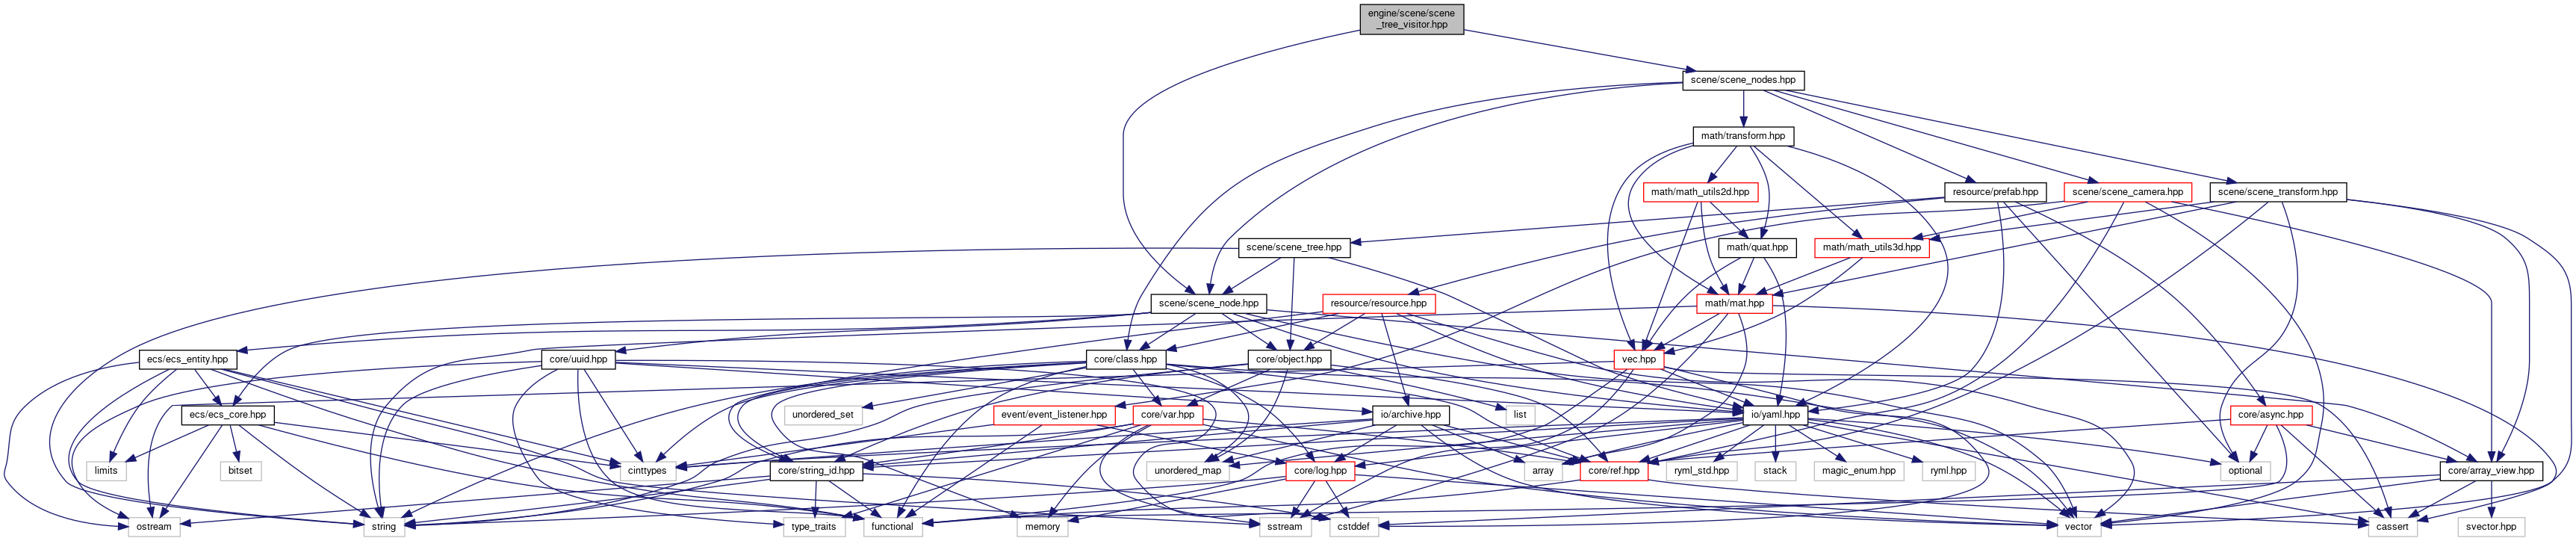 engine/scene/scene
_tree_visitor.hpp
scene/scene_nodes.hpp
math/transform.hpp
math/math_utils2d.hpp
resource/prefab.hpp
scene/scene_camera.hpp
scene/scene_transform.hpp
scene/scene_tree.hpp
math/quat.hpp
math/math_utils3d.hpp
scene/scene_node.hpp
resource/resource.hpp
math/mat.hpp
ecs/ecs_entity.hpp
core/uuid.hpp
core/class.hpp
core/object.hpp
vec.hpp
ecs/ecs_core.hpp
unordered_set
event/event_listener.hpp
core/var.hpp
list
io/archive.hpp
io/yaml.hpp
core/async.hpp
limits
bitset
cinttypes
core/string_id.hpp
unordered_map
core/log.hpp
array
core/ref.hpp
ryml_std.hpp
stack
magic_enum.hpp
ryml.hpp
optional
core/array_view.hpp
ostream
string
type_traits
functional
memory
sstream
cstddef
vector
cassert
svector.hpp